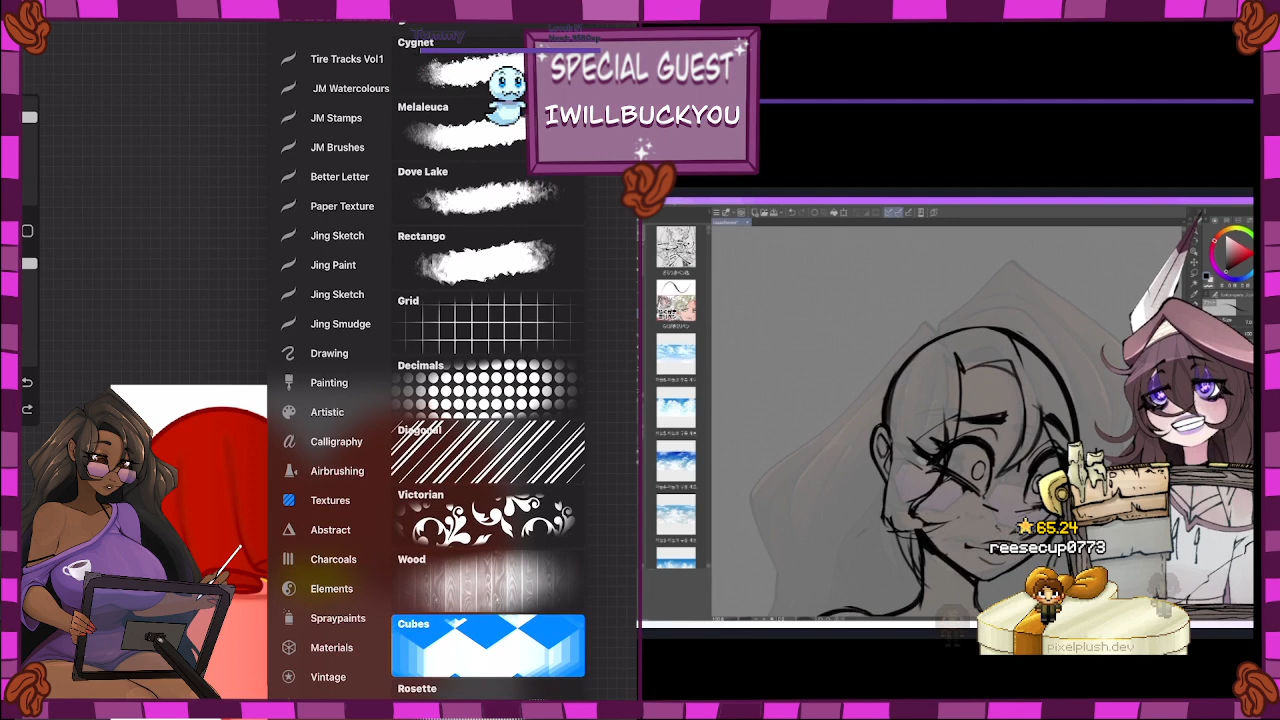 Tommy
Tire Tracks Vol1
JM Watercolours
JM Stamps
JM Brushes
Better Letter
Paper Texture
Jing Sketch
Jing Paint
Jing Sketch
Jing Smudge
Drawing
Painting
Artistic
Calligraphy
Airbrushing
Textures
Abstract
Charcoals
Elements
Spraypaints
Materials
Vintage
Cygnet
Melaleuca
Dove Lake
Rectango
Grid
Decimals
Diagonal
Victorian
Wood
Cubes
Rosette
SPECIAL GUEST
IWILLBUCKYOU
65.24
reesecup0773
pixelplush.dev